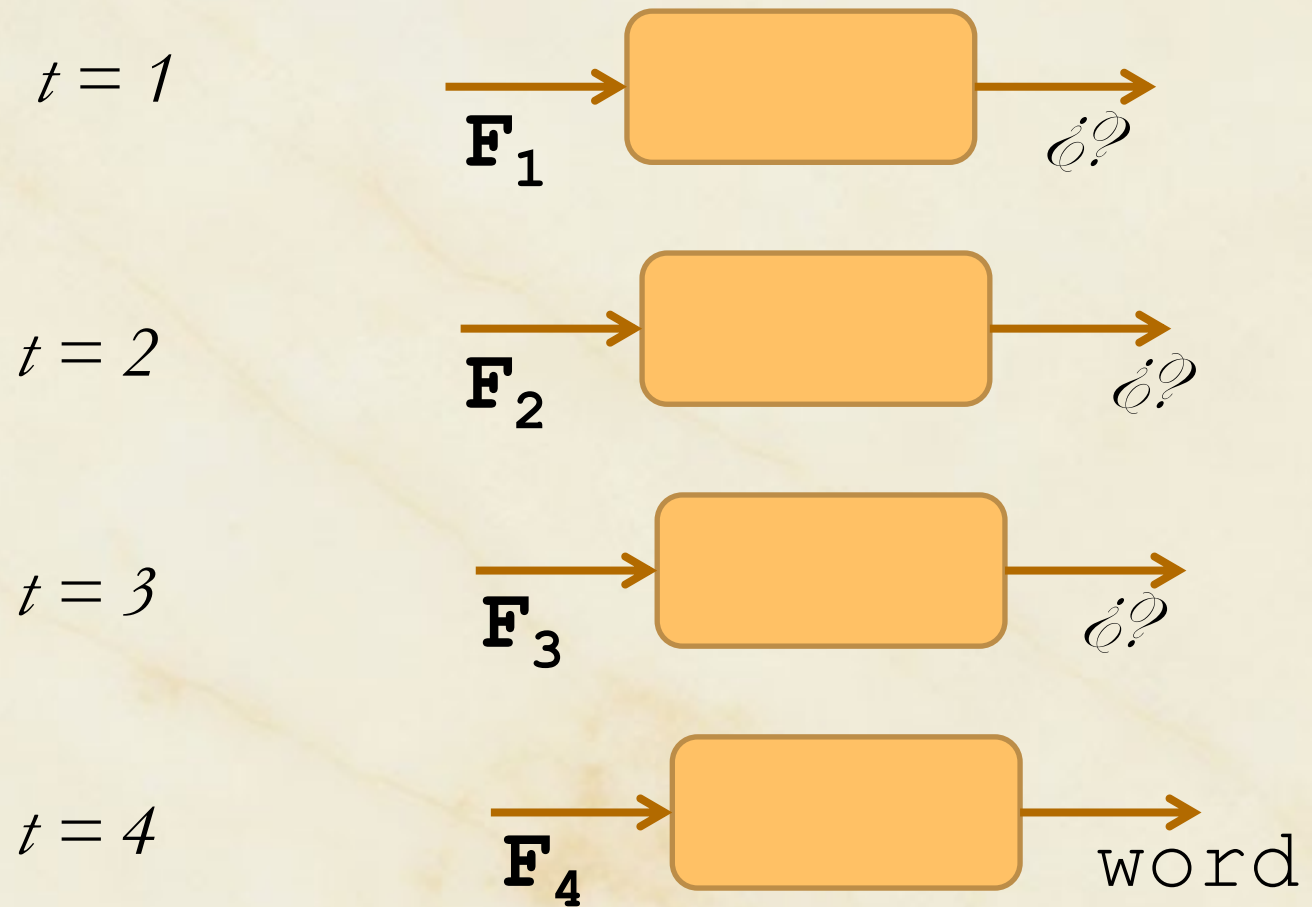 t = 1
F₁
¿?
t = 2
F₂
¿?
t = 3
F₃
¿?
t = 4
F₄
word